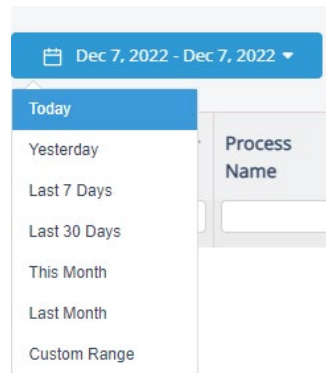 Dec 7, 2022 - Dec 7, 2022
Today
Yesterday
Process
Name
Last 7 Days
Last 30 Days
This Month
Last Month
Custom Range